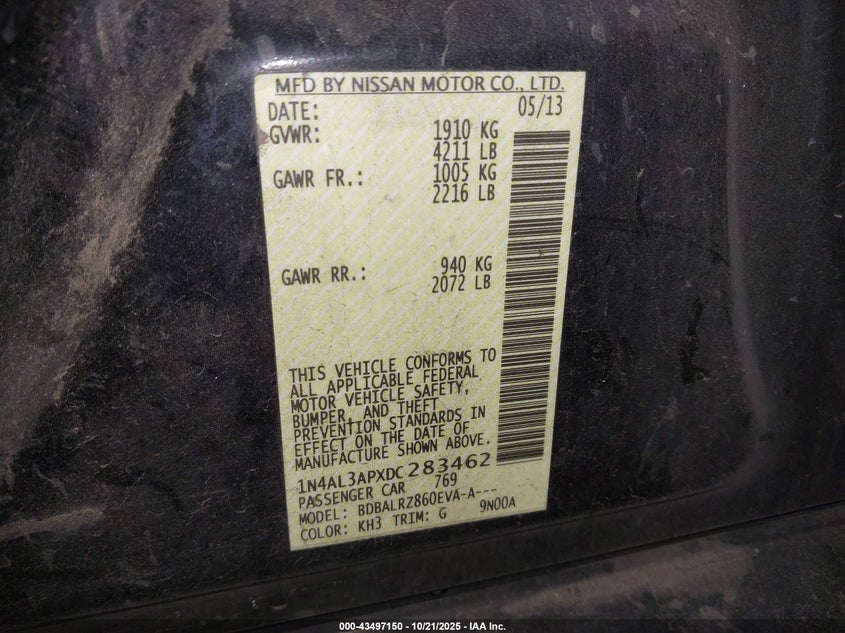 MFD BY NISSAN MOTOR CO., LTD.
DATE: 05/13
GVWR: 1910 KG
4211 LB
GAWR FR.: 1005 KG
2216 LB
GAWR RR.: 940 KG
2072 LB
THIS VEHICLE CONFORMS TO
ALL APPLICABLE FEDERAL
MOTOR VEHICLE SAFETY,
BUMPER, AND THEFT
PREVENTION STANDARDS IN
EFFECT ON THE DATE OF
MANUFACTURE SHOWN ABOVE.
1N4AL3APXDC283462
PASSENGER CAR 769
MODEL: BDBALRZ860EVA-A---
COLOR: KH3 TRIM: G 9N00A
000-43497150 • 10/21/2025 - IAA Inc.